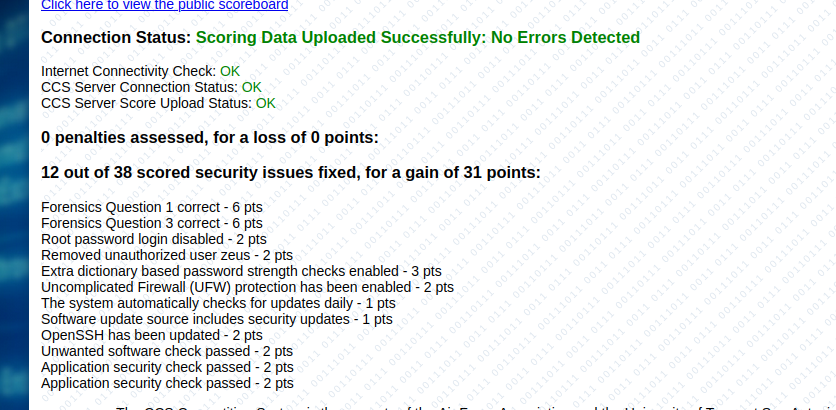 Click here to view the public scoreboard
Connection Status: Scoring Data Uploaded Successfully: No Errors Detected
Internet Connectivity Check: OK
CCS Server Connection Status: OK
CCS Server Score Upload Status: OK
0 penalties assessed, for a loss of 0 points:
12 out of 38 scored security issues fixed, for a gain of 31 points:
Forensics Question 1 correct - 6 pts
Forensics Question 3 correct - 6 pts
Root password login disabled - 2 pts
Removed unauthorized user zeus - 2 pts
Extra dictionary based password strength checks enabled - 3 pts
Uncomplicated Firewall (UFW) protection has been enabled - 2 pts
The system automatically checks for updates daily - 1 pts
Software update source includes security updates - 1 pts
OpenSSH has been updated - 2 pts
Unwanted software check passed - 2 pts
Application security check passed - 2 pts
Application security check passed - 2 pts